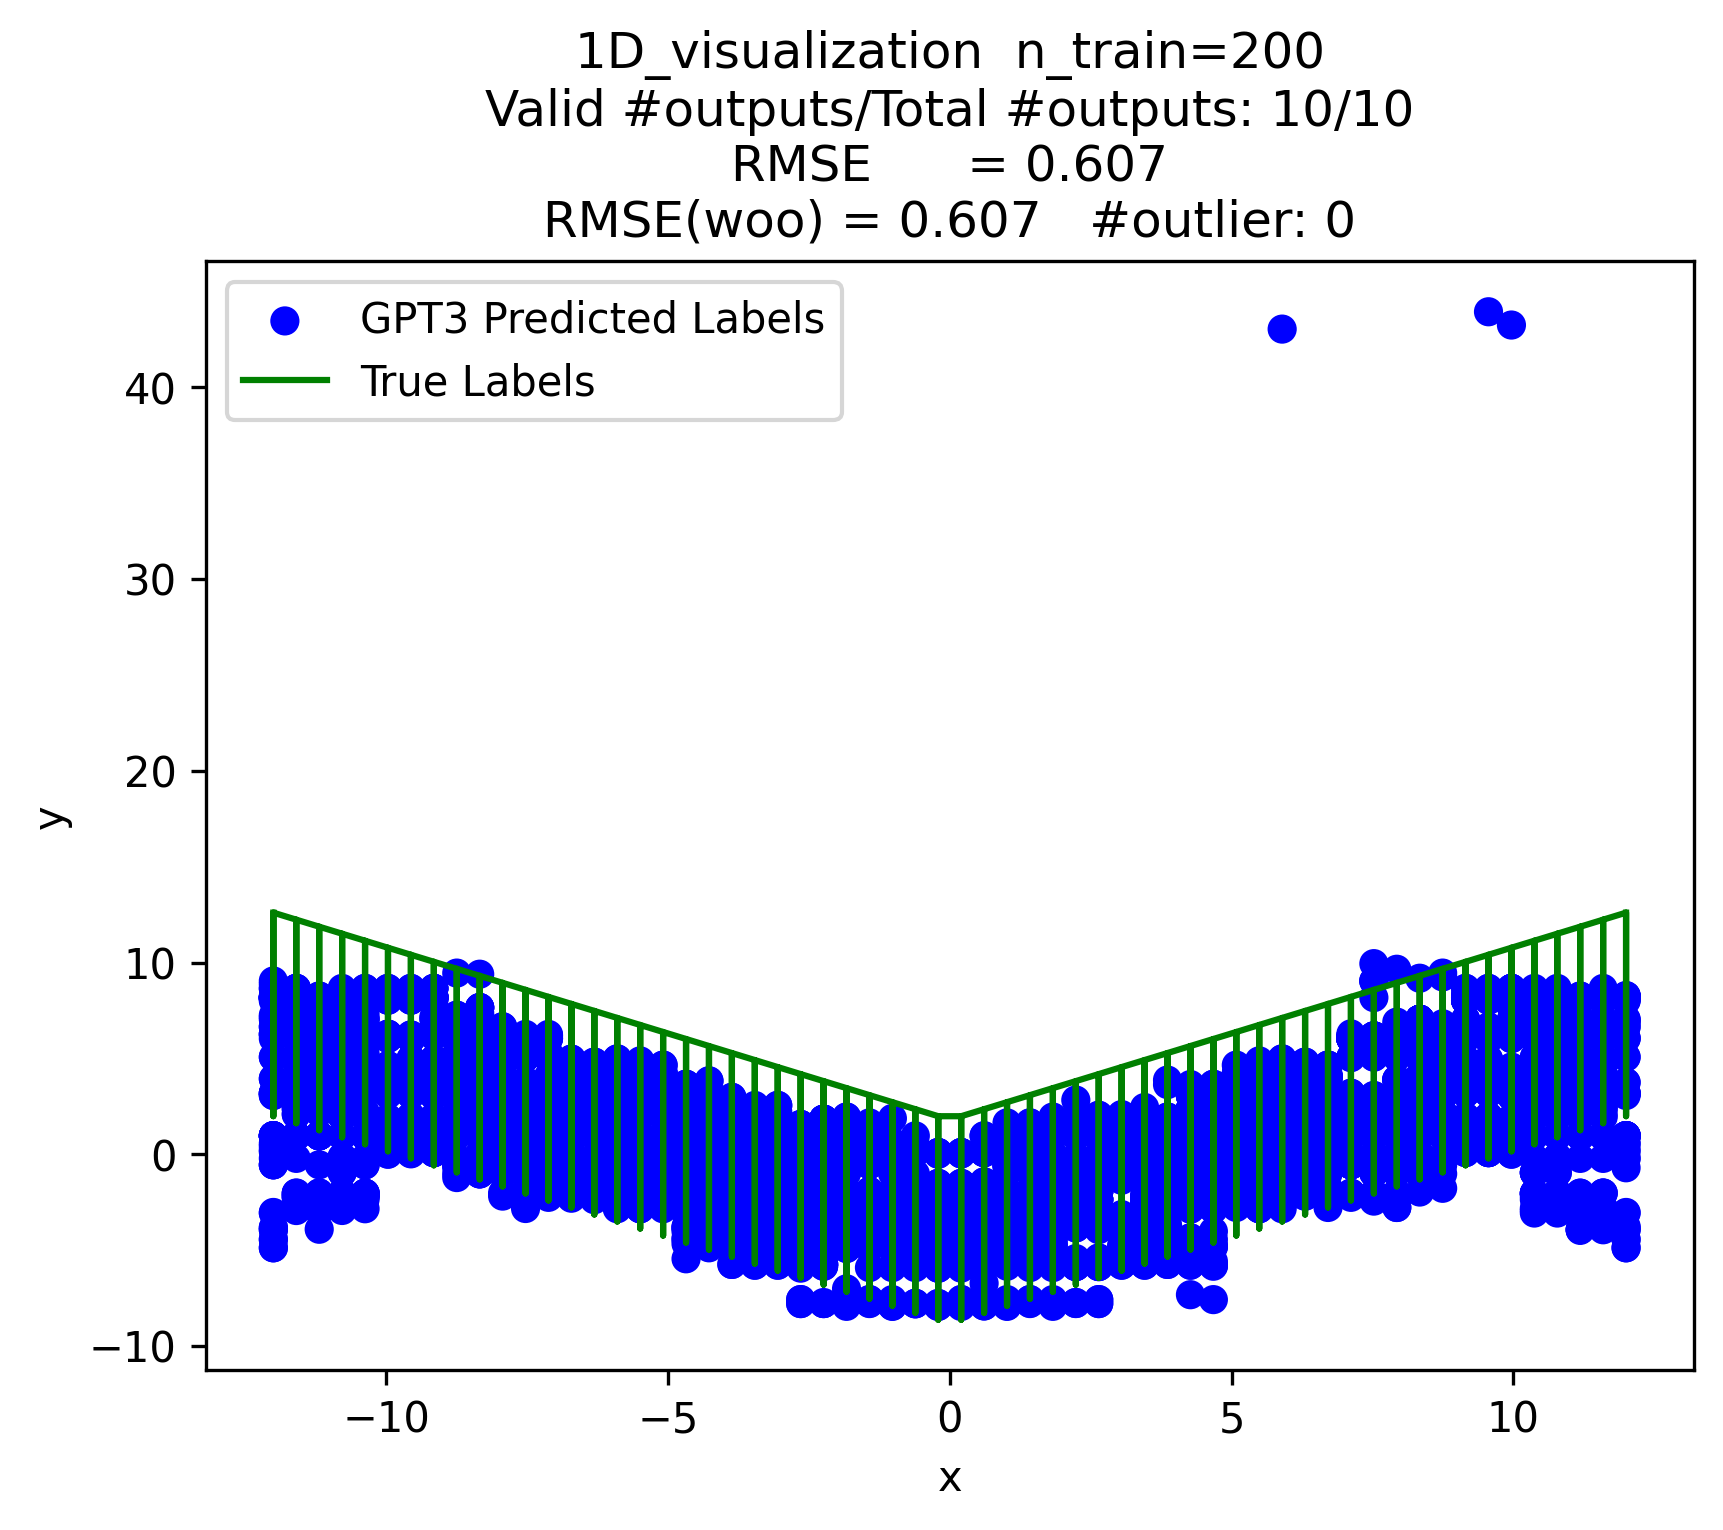 1D_visualization  n_train=200
Valid #outputs/Total #outputs: 10/10
RMSE      = 0.607
RMSE(woo) = 0.607   #outlier: 0
GPT3 Predicted Labels
True Labels
40
30
20
10
0
−10
y
−10
−5
0
5
10
x